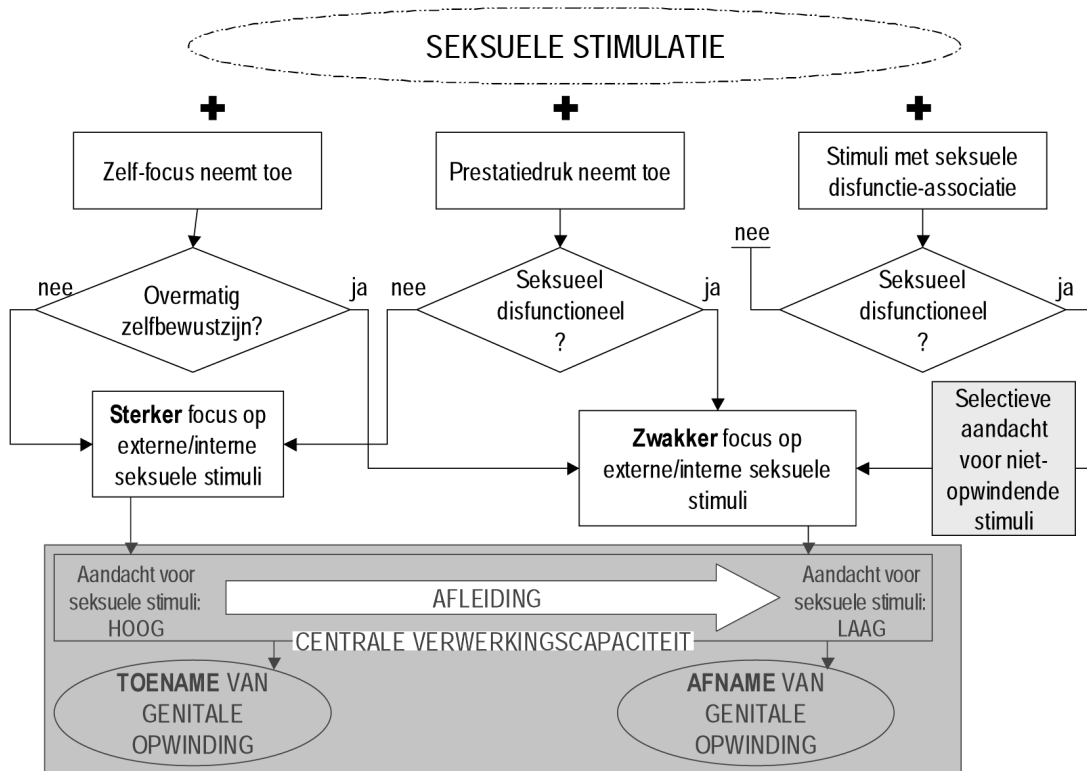 SEKSUELE STIMULATIE
Zelf-focus neemt toe
Prestatiedruk neemt toe
Stimuli met seksuele
disfunctie-associatie
nee
Overmatig
zelfbewustzijn?
ja
nee
Seksueel
disfunctioneel
?
ja
nee
Seksueel
disfunctioneel
?
ja
Sterker focus op
externe/interne
seksuele stimuli
Zwakker focus op
externe/interne seksuele
stimuli
Selectieve
aandacht
voor niet-
opwindende
stimuli
Aandacht voor
seksuele stimuli:
HOOG
AFLEIDING
Aandacht voor
seksuele stimuli:
LAAG
CENTRALE VERWERKINGSCAPACITEIT
TOENAME VAN
GENITALE
OPWINDING
AFNAME VAN
GENITALE
OPWINDING